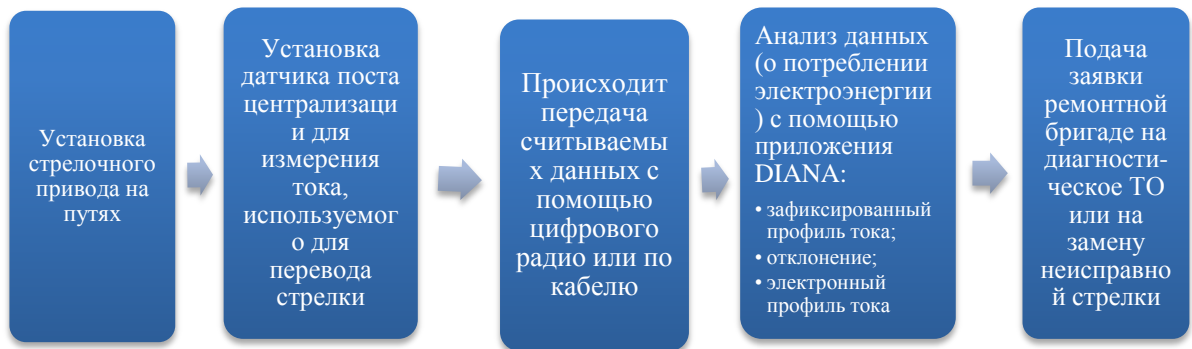 Установка
стрелочного
привода на
путях
Установка
датчика поста
централизаци
и для
измерения
тока,
используемог
о для
перевода
стрелки
Происходит
передача
считываемы
х данных с
помощью
цифрового
радио или по
кабелю
Анализ данных
(о потреблении
электроэнергии
) с помощью
приложения
DIANA:
• зафиксированный
профиль тока;
• отклонение;
• электронный
профиль тока
Подача
заявки
ремонтной
бригаде на
диагности-
ческое ТО
или на
замену
неисправно
й стрелки